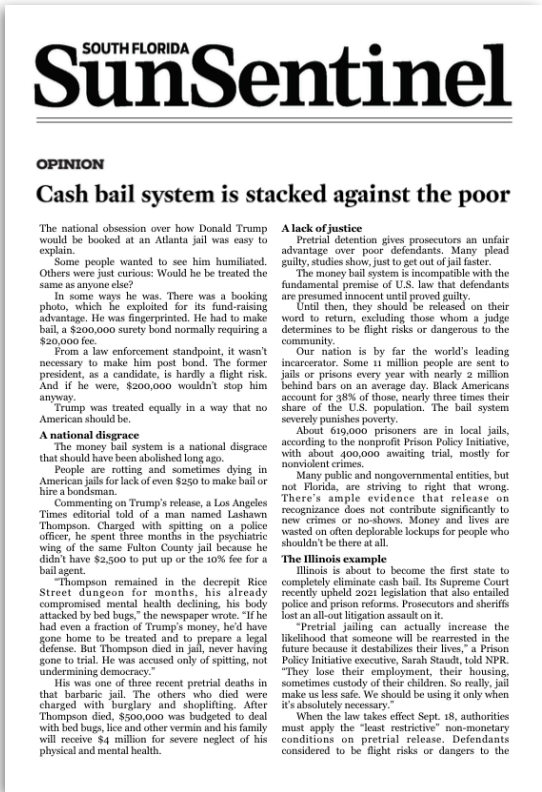 SOUTH FLORIDA
SunSentinel
OPINION
Cash bail system is stacked against the poor
The national obsession over how Donald Trump
would be booked at an Atlanta jail was easy to
explain.
Some people wanted to see him humiliated.
Others were just curious: Would he be treated the
same as anyone else?
In some ways he was. There was a booking
photo, which he exploited for its fund-raising
advantage. He was fingerprinted. He had to make
bail, a $200,000 surety bond normally requiring a
$20,000 fee.
From a law enforcement standpoint, it wasn't
necessary to make him post bond. The former
president, as a candidate, is hardly a flight risk.
And if he were, $200,000 wouldn't stop him
anyway.
Trump was treated equally in a way that no
American should be.
A national disgrace
The money bail system is a national disgrace
that should have been abolished long ago.
People are rotting and sometimes dying in
American jails for lack of even $250 to make bail or
hire a bondsman.
Commenting on Trump's release, a Los Angeles
Times editorial told of a man named Lashawn
Thompson. Charged with spitting on a police
officer, he spent three months in the psychiatric
wing of the same Fulton County jail because he
didn't have $2,500 to put up or the 10% fee for a
bail agent.
"Thompson remained in the decrepit Rice
Street dungeon for months, his already
compromised mental health declining, his body
attacked by bed bugs," the newspaper wrote. "If he
had even a fraction of Trump's money, he'd have
gone home to be treated and to prepare a legal
defense. But Thompson died in jail, never having
gone to trial. He was accused only of spitting, not
undermining democracy."
His was one of three recent pretrial deaths in
that barbaric jail. The others who died were
charged with burglary and shoplifting. After
Thompson died, $500,000 was budgeted to deal
with bed bugs, lice and other vermin and his family
will receive $4 million for severe neglect of his
physical and mental health.
A lack of justice
Pretrial detention gives prosecutors an unfair
advantage over poor defendants. Many plead
guilty, studies show, just to get out of jail faster.
The money bail system is incompatible with the
fundamental premise of U.S. law that defendants
are presumed innocent until proved guilty.
Until then, they should be released on their
word to return, excluding those whom a judge
determines to be flight risks or dangerous to the
community.
Our nation is by far the world's leading
incarcerator. Some 11 million people are sent to
jails or prisons every year with nearly 2 million
behind bars on an average day. Black Americans
account for 38% of those, nearly three times their
share of the U.S. population. The bail system
severely punishes poverty.
About 619,000 prisoners are in local jails,
according to the nonprofit Prison Policy Initiative,
with about 400,000 awaiting trial, mostly for
nonviolent crimes.
Many public and nongovernmental entities, but
not Florida, are striving to right that wrong.
There's ample evidence that release on
recognizance does not contribute significantly to
new crimes or no-shows. Money and lives are
wasted on often deplorable lockups for people who
shouldn't be there at all.
The Illinois example
Illinois is about to become the first state to
completely eliminate cash bail. Its Supreme Court
recently upheld 2021 legislation that also entailed
police and prison reforms. Prosecutors and sheriffs
lost an all-out litigation assault on it.
"Pretrial jailing can actually increase the
likelihood that someone will be rearrested in the
future because it destabilizes their lives," a Prison
Policy Initiative executive, Sarah Staudt, told NPR.
"They lose their employment, their housing,
sometimes custody of their children. So really, jail
make us less safe. We should be using it only when
it's absolutely necessary."
When the law takes effect Sept. 18, authorities
must apply the "least restrictive" non-monetary
conditions on pretrial release. Defendants
considered to be flight risks or dangers to the